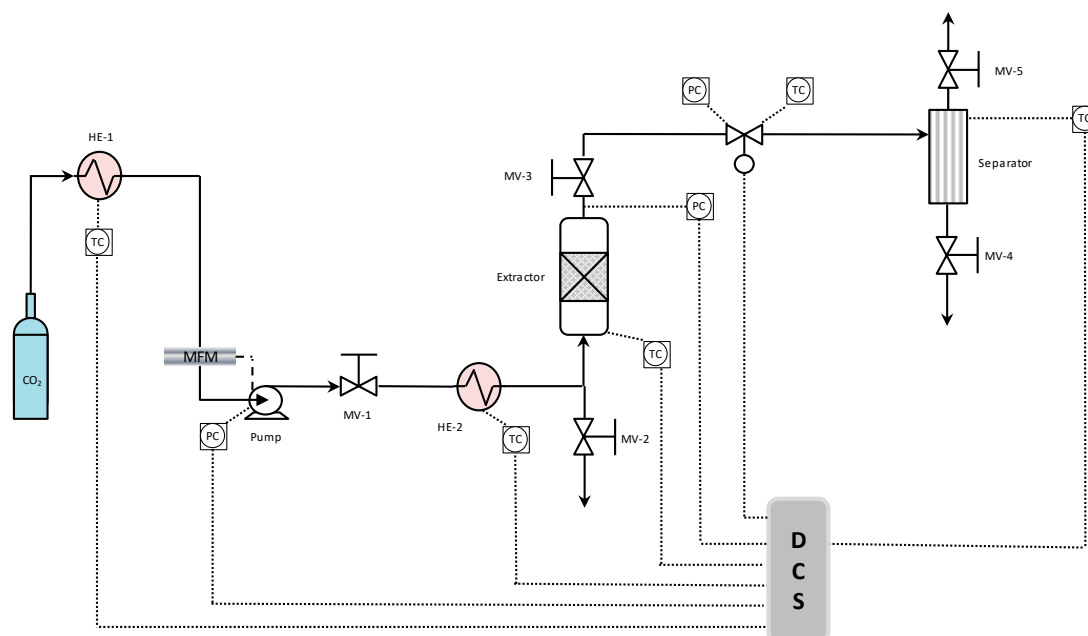 PC
TC
MV-5
HE-1
TC
Separator
MV-3
PC
TC
Extractor
MV-4
MFM
TC
CO₂
MV-1
HE-2
PC
Pump
TC
MV-2
D
C
S